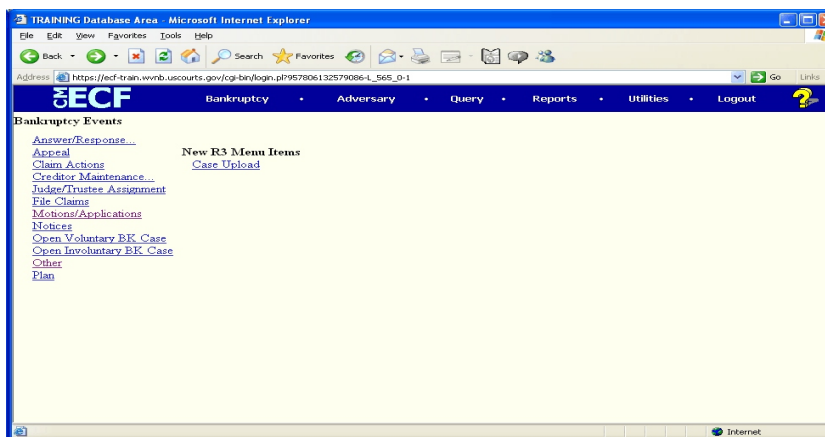 TRAINING Database Area - Microsoft Internet Explorer
File Edit View Favorites Tools Help
Back Search Favorites
Address https://ecf-train.wvnb.uscourts.gov/cgi-bin/login.pl?957806132579086-L_565_0-1 Go Links
CM ECF Bankruptcy • Adversary • Query • Reports • Utilities • Logout ?
Bankruptcy Events
Answer/Response...
Appeal
New R3 Menu Items
Claim Actions
Case Upload
Creditor Maintenance...
Judge/Trustee Assignment
File Claims
Motions/Applications
Notices
Open Voluntary BK Case
Open Involuntary BK Case
Other
Plan
Internet